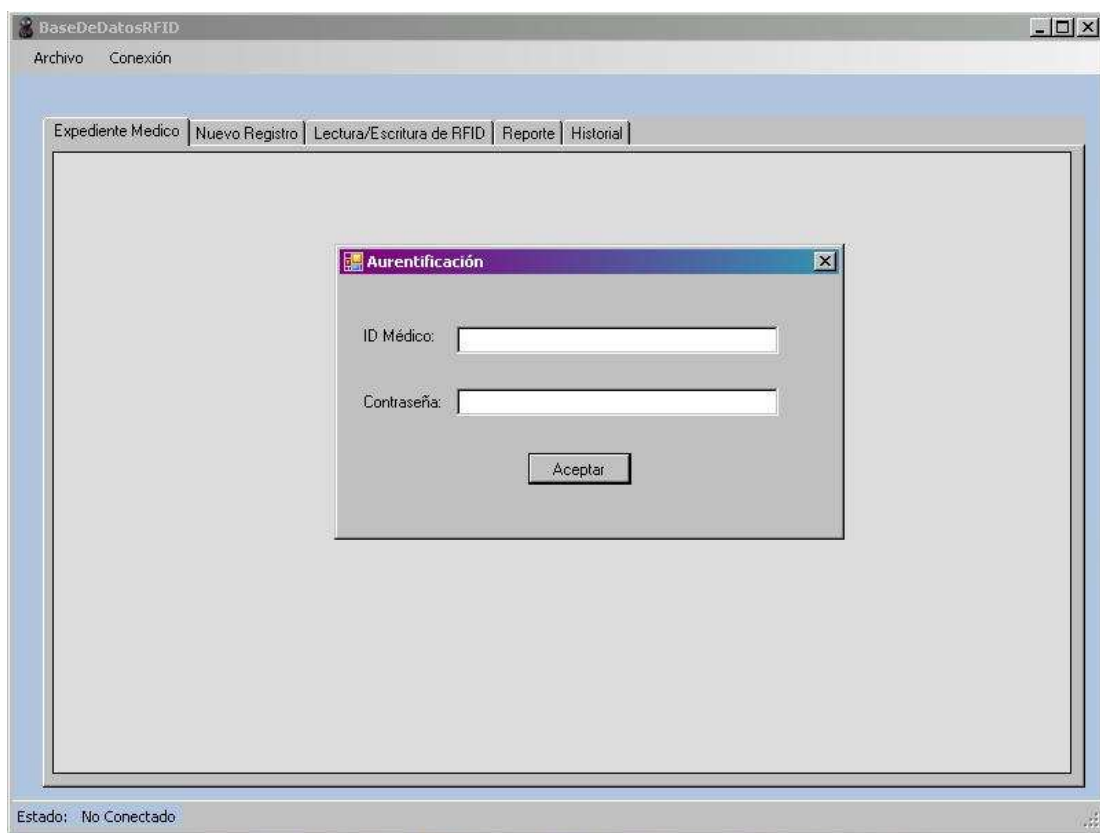 BaseDeDatosRFID
Archivo Conexión
Expediente Medico Nuevo Registro Lectura/Escritura de RFID Reporte Historial
Aurentificación
ID Médico:
Contraseña:
Aceptar
Estado: No Conectado